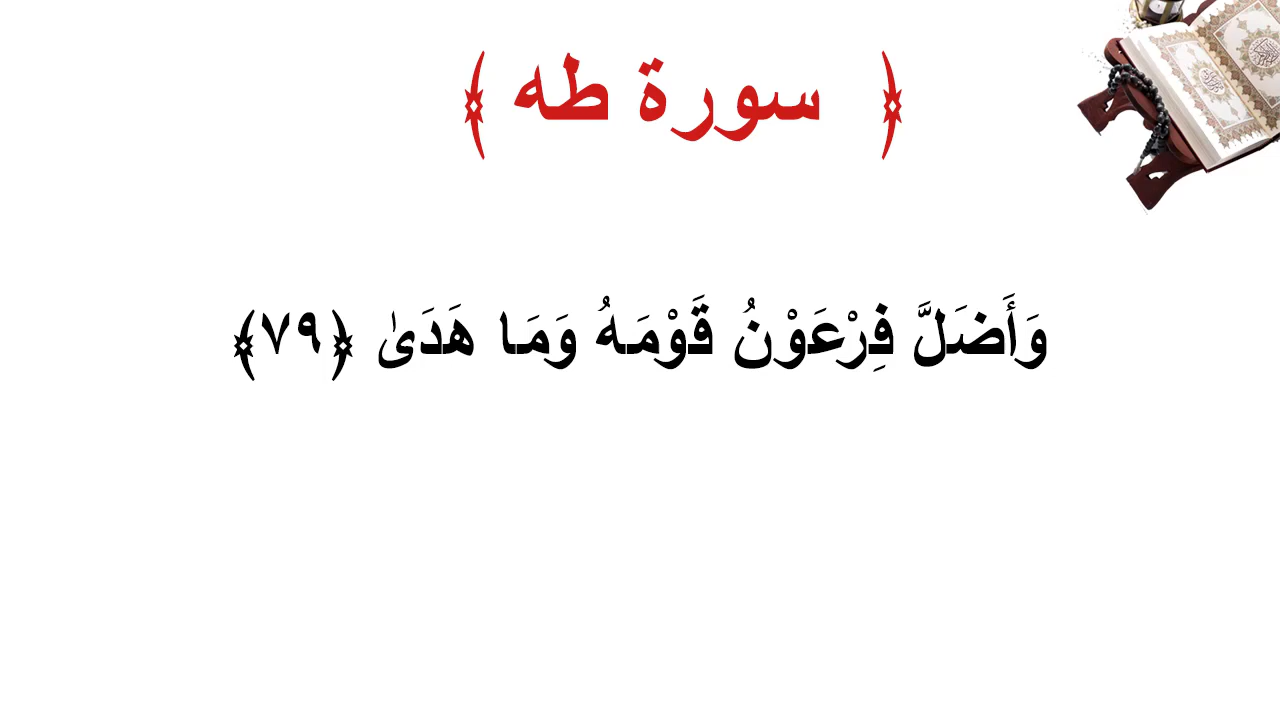 ﴿ سورة طه ﴾
وَأَضَلَّ فِرْعَوْنُ قَوْمَهُ وَمَا هَدَىٰ ﴿٧٩﴾